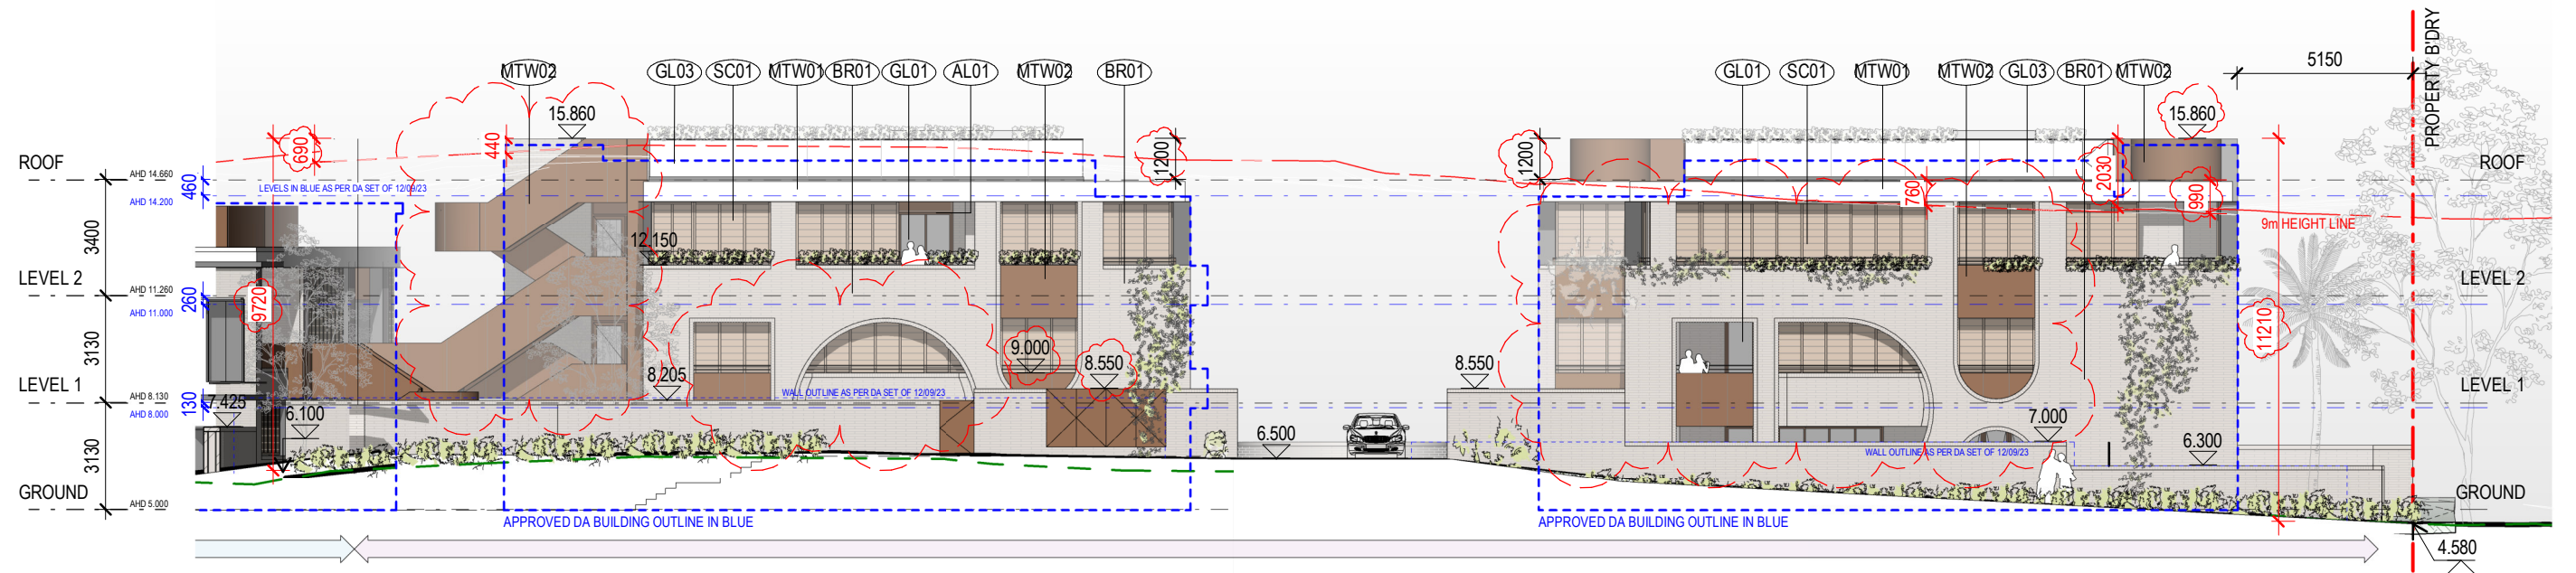 PROPERTY B'DRY
5150
MTW02
GL03
SC01
MTW01
BR01
GL01
AL01
MTW02
BR01
GL01
SC01
MTW01
MTW02
GL03
BR01
MTW02
15.860
15.860
690
440
1200
1200
2030
760
990
ROOF
AHD 14.660
460
LEVELS IN BLUE AS PER DA SET OF 12/09/23
AHD 14.200
ROOF
9m HEIGHT LINE
3400
12.150
LEVEL 2
AHD 11.260
260
AHD 11.000
9720
LEVEL 2
11210
3130
9.000
8.550
8.550
8.205
LEVEL 1
AHD 8.130
130
AHD 8.000
WALL OUTLINE AS PER DA SET OF 12/09/23
LEVEL 1
7.425
6.100
7.000
6.500
6.300
WALL OUTLINE AS PER DA SET OF 12/09/23
3130
GROUND
AHD 5.000
GROUND
APPROVED DA BUILDING OUTLINE IN BLUE
APPROVED DA BUILDING OUTLINE IN BLUE
4.580